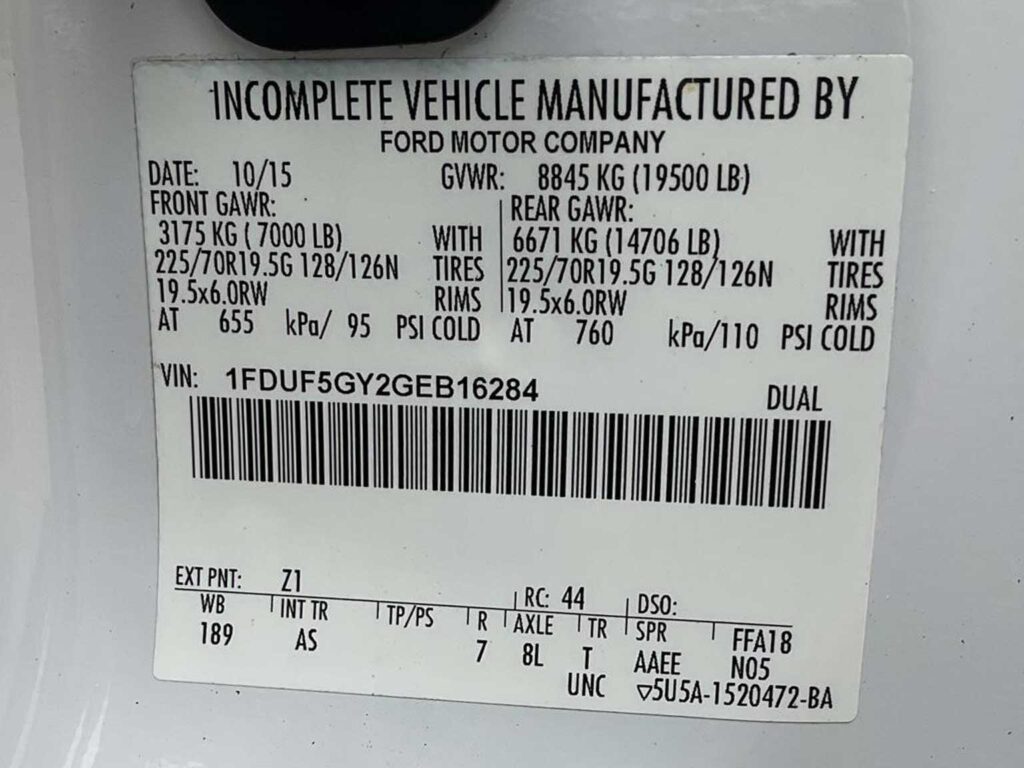 INCOMPLETE VEHICLE MANUFACTURED BY
FORD MOTOR COMPANY
DATE: 10/15 GVWR: 8845 KG (19500 LB)
FRONT GAWR: REAR GAWR:
3175 KG ( 7000 LB) WITH 6671 KG (14706 LB) WITH
225/70R19.5G 128/126N TIRES 225/70R19.5G 128/126N TIRES
19.5x6.0RW RIMS 19.5x6.0RW RIMS
AT 655 kPa/ 95 PSI COLD AT 760 kPa/110 PSI COLD
VIN: 1FDUF5GY2GEB16284 DUAL
EXT PNT: Z1 RC: 44 DSO:
WB INT TR TP/PS R AXLE TR SPR FFA18
189 AS 7 8L T AAEE N05
UNC ▽5U5A-1520472-BA